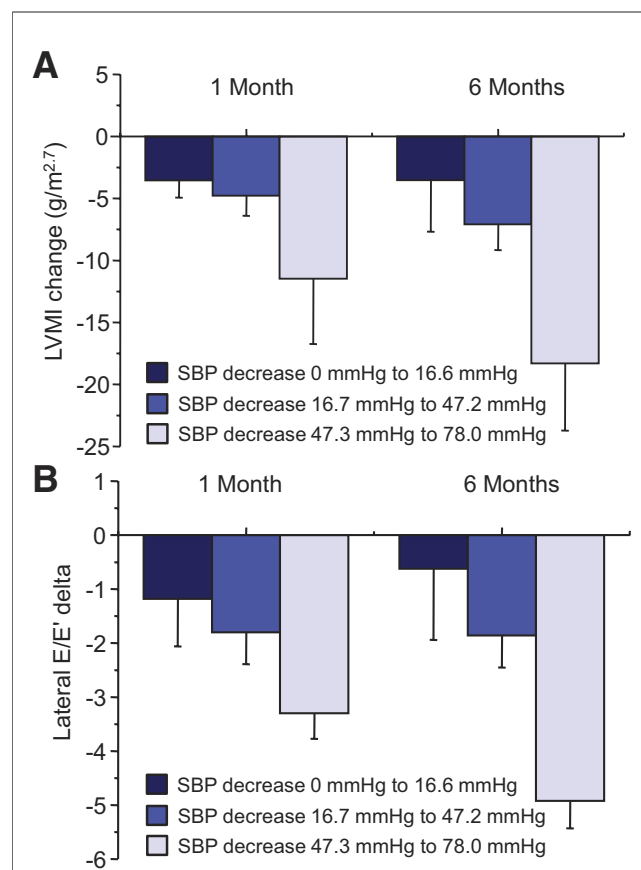 A
1 Month
6 Months
5
0
-5
-10
-15
-20
-25
LVMI change (g/m2.7)
SBP decrease 0 mmHg to 16.6 mmHg
SBP decrease 16.7 mmHg to 47.2 mmHg
SBP decrease 47.3 mmHg to 78.0 mmHg
B
1 Month
6 Months
1
0
-1
-2
-3
-4
-5
-6
Lateral E/E' delta
SBP decrease 0 mmHg to 16.6 mmHg
SBP decrease 16.7 mmHg to 47.2 mmHg
SBP decrease 47.3 mmHg to 78.0 mmHg